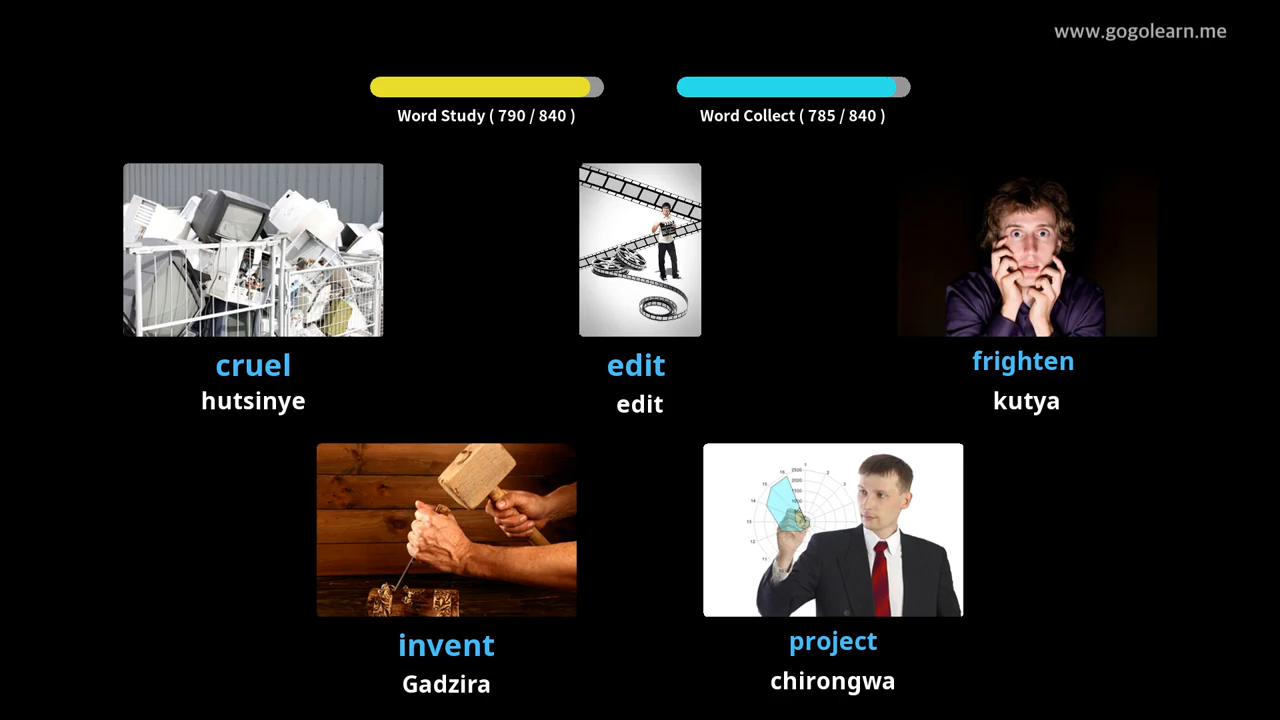 www.gogolearn.me
Word Study ( 790 / 840 )
Word Collect ( 785 / 840 )
cruel
hutsinye
edit
edit
frighten
kutya
invent
Gadzira
project
chirongwa